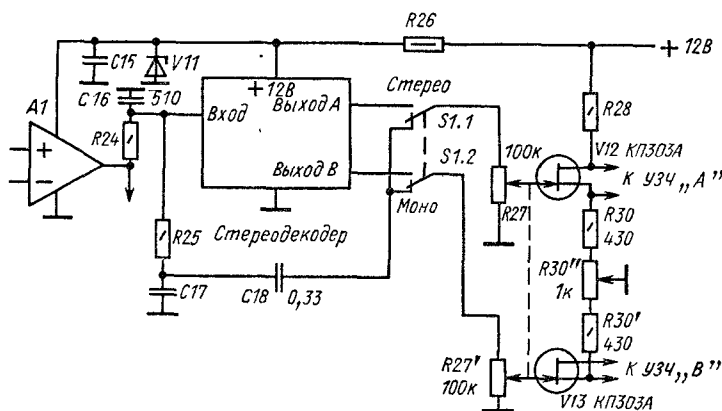 R26
+ 12В
C15
V11
Стерео
R28
C16
510
+12В
Выход А
S1.1
A1
Вход
V12 КП303А
R24
S1.2
100к
К УЗЧ „А”
Выход В
+
−
R27
R30
430
Моно
R25
Стереодекодер
R30"
1к
C17
C18
0,33
R30'
430
R27'
100к
К УЗЧ „В”
V13 КП303А